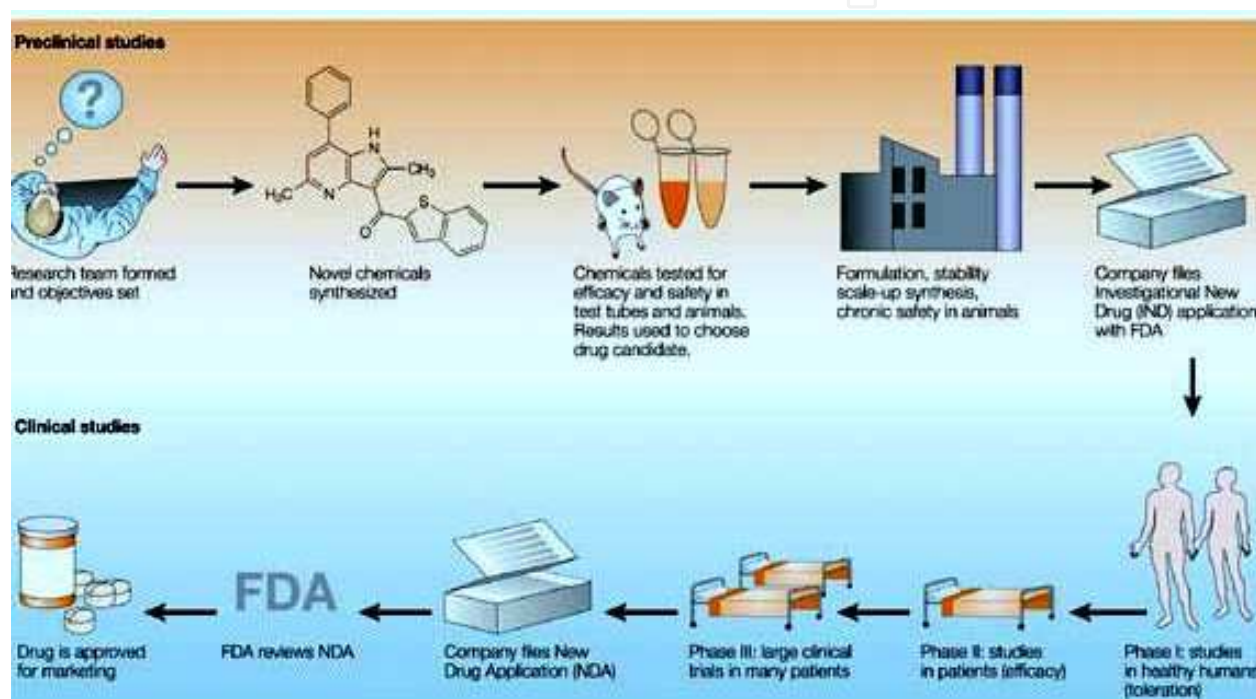 Preclinical studies
?
H
N
CH₃
H₃C
N
S
O
Research team formed
and objectives set
Novel chemicals
synthesized
Chemicals tested for
efficacy and safety in
test tubes and animals.
Results used to choose
drug candidate.
Formulation, stability
scale-up synthesis,
chronic safety in animals
Company files
Investigational New
Drug (IND) application
with FDA
Clinical studies
FDA
Drug is approved
for marketing
FDA reviews NDA
Company files New
Drug Application (NDA)
Phase III: large clinical
trials in many patients
Phase II: studies
in patients (efficacy)
Phase I: studies
in healthy humans
(toleration)